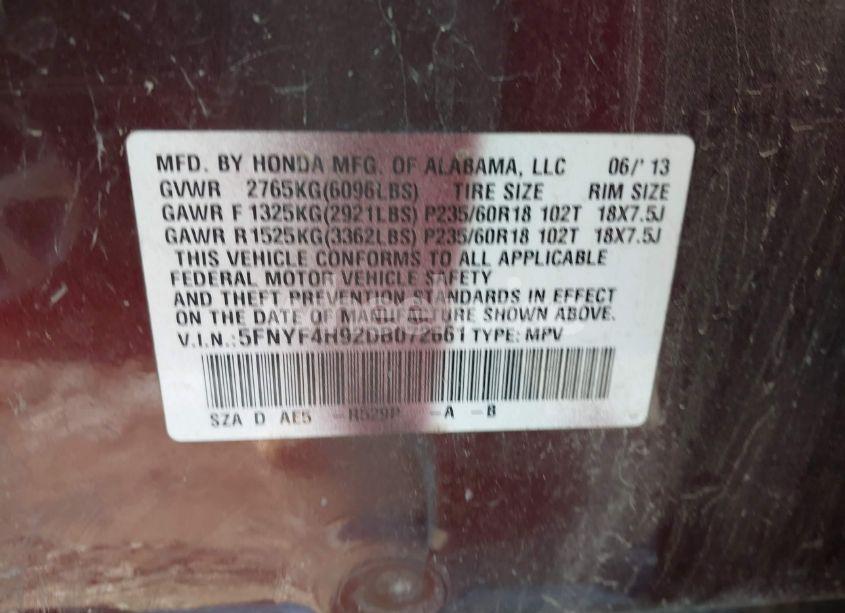 MFD. BY HONDA MFG. OF ALABAMA, LLC 06/'13
GVWR 2765KG(6096LBS) TIRE SIZE RIM SIZE
GAWR F 1325KG(2921LBS) P235/60R18 102T 18X7.5J
GAWR R 1525KG(3362LBS) P235/60R18 102T 18X7.5J
THIS VEHICLE CONFORMS TO ALL APPLICABLE
FEDERAL MOTOR VEHICLE SAFETY
AND THEFT PREVENTION STANDARDS IN EFFECT
ON THE DATE OF MANUFACTURE SHOWN ABOVE.
V.I.N.:5FNYF4H92DB072661 TYPE: MPV
SZA D AE5 -R529P -A -B